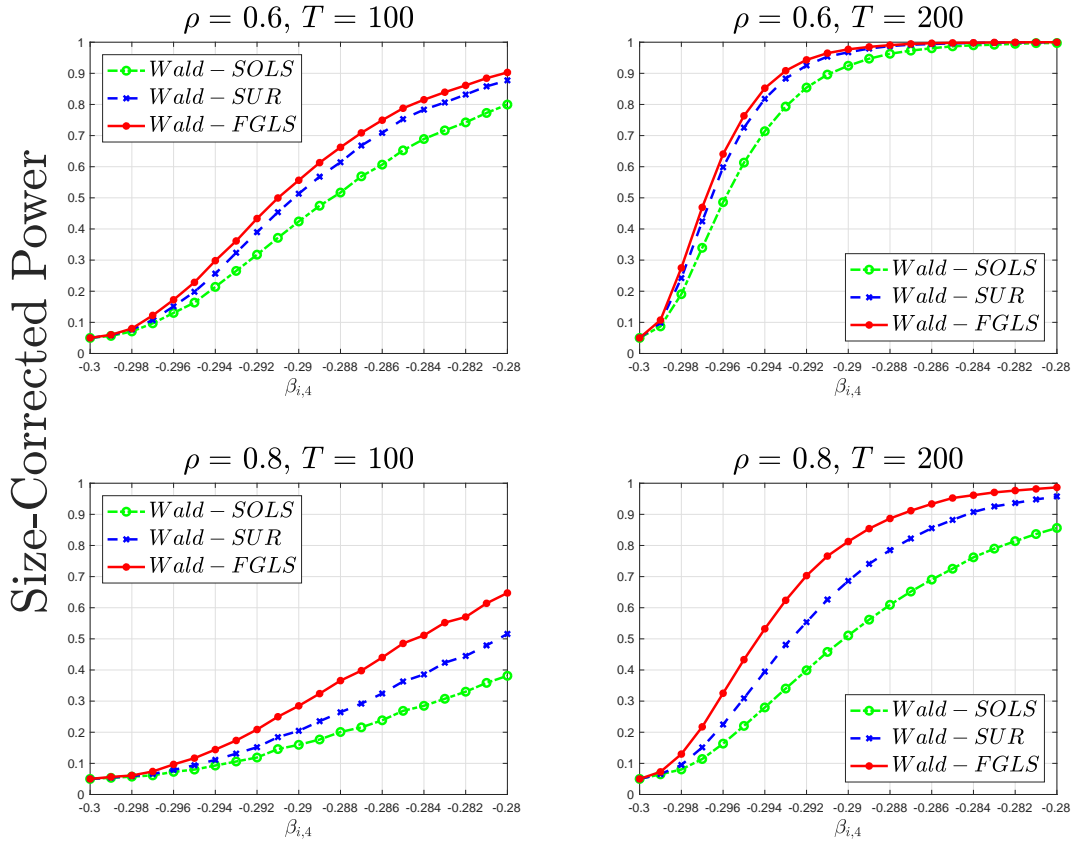 Size-Corrected Power
ρ = 0.6, T = 100
1
0.9
0.8
0.7
0.6
0.5
0.4
0.3
0.2
0.1
0
Wald − SOLS
Wald − SUR
Wald − FGLS
-0.3 -0.298 -0.296 -0.294 -0.292 -0.29 -0.288 -0.286 -0.284 -0.282 -0.28
β_{i,4}
ρ = 0.6, T = 200
1
0.9
0.8
0.7
0.6
0.5
0.4
0.3
0.2
0.1
0
Wald − SOLS
Wald − SUR
Wald − FGLS
-0.3 -0.298 -0.296 -0.294 -0.292 -0.29 -0.288 -0.286 -0.284 -0.282 -0.28
β_{i,4}
ρ = 0.8, T = 100
1
0.9
0.8
0.7
0.6
0.5
0.4
0.3
0.2
0.1
0
Wald − SOLS
Wald − SUR
Wald − FGLS
-0.3 -0.298 -0.296 -0.294 -0.292 -0.29 -0.288 -0.286 -0.284 -0.282 -0.28
β_{i,4}
ρ = 0.8, T = 200
1
0.9
0.8
0.7
0.6
0.5
0.4
0.3
0.2
0.1
0
Wald − SOLS
Wald − SUR
Wald − FGLS
-0.3 -0.298 -0.296 -0.294 -0.292 -0.29 -0.288 -0.286 -0.284 -0.282 -0.28
β_{i,4}